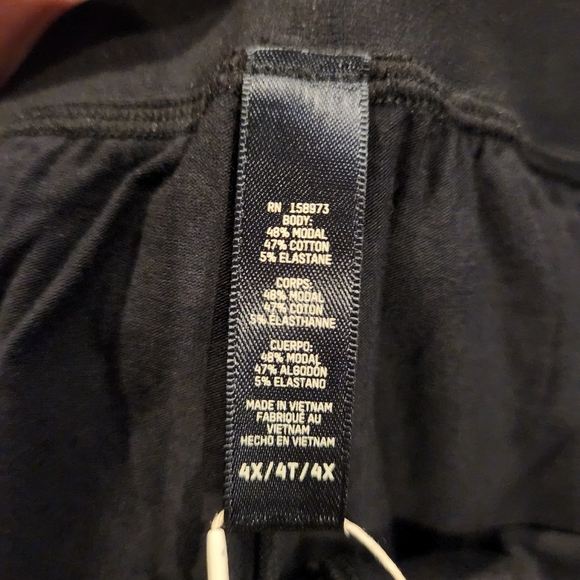 RN 158973
BODY:
48% MODAL
47% COTTON
5% ELASTANE
CORPS:
48% MODAL
47% COTON
5% ELASTHANNE
CUERPO:
48% MODAL
47% ALGODÓN
5% ELASTANO
MADE IN VIETNAM
FABRIQUÉ AU
VIETNAM
HECHO EN VIETNAM
4X/4T/4X